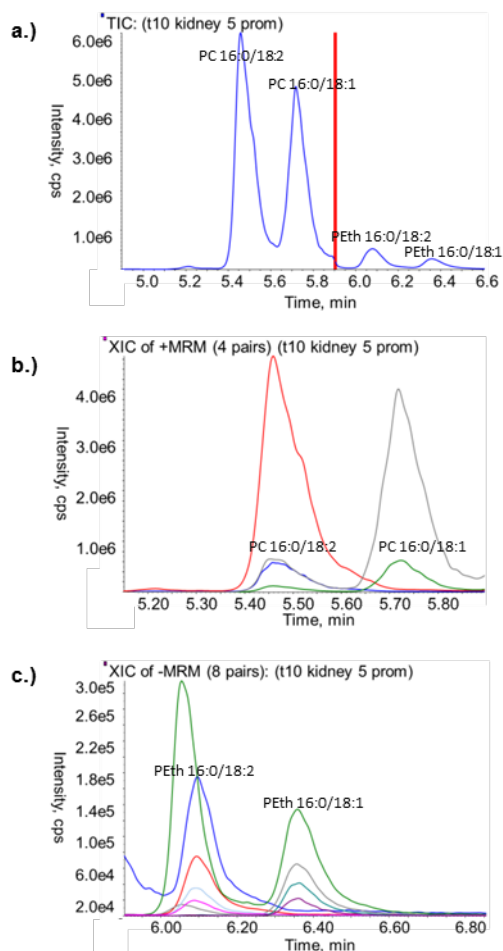 a.)
TIC: (t10 kidney 5 prom)
6.0e6
5.0e6
4.0e6
3.0e6
2.0e6
1.0e6
Intensity, cps
PC 16:0/18:2
PC 16:0/18:1
PEth 16:0/18:2
PEth 16:0/18:1
5.0 5.2 5.4 5.6 5.8 6.0 6.2 6.4 6.6
Time, min
b.)
XIC of +MRM (4 pairs) (t10 kidney 5 prom)
4.0e6
3.0e6
2.0e6
1.0e6
Intensity, cps
PC 16:0/18:2
PC 16:0/18:1
5.20 5.30 5.40 5.50 5.60 5.70 5.80
Time, min
c.)
XIC of -MRM (8 pairs): (t10 kidney 5 prom)
3.0e5
2.6e5
2.2e5
1.8e5
1.4e5
1.0e5
6.0e4
2.0e4
Intensity, cps
PEth 16:0/18:2
PEth 16:0/18:1
6.00 6.20 6.40 6.60 6.80
Time, min